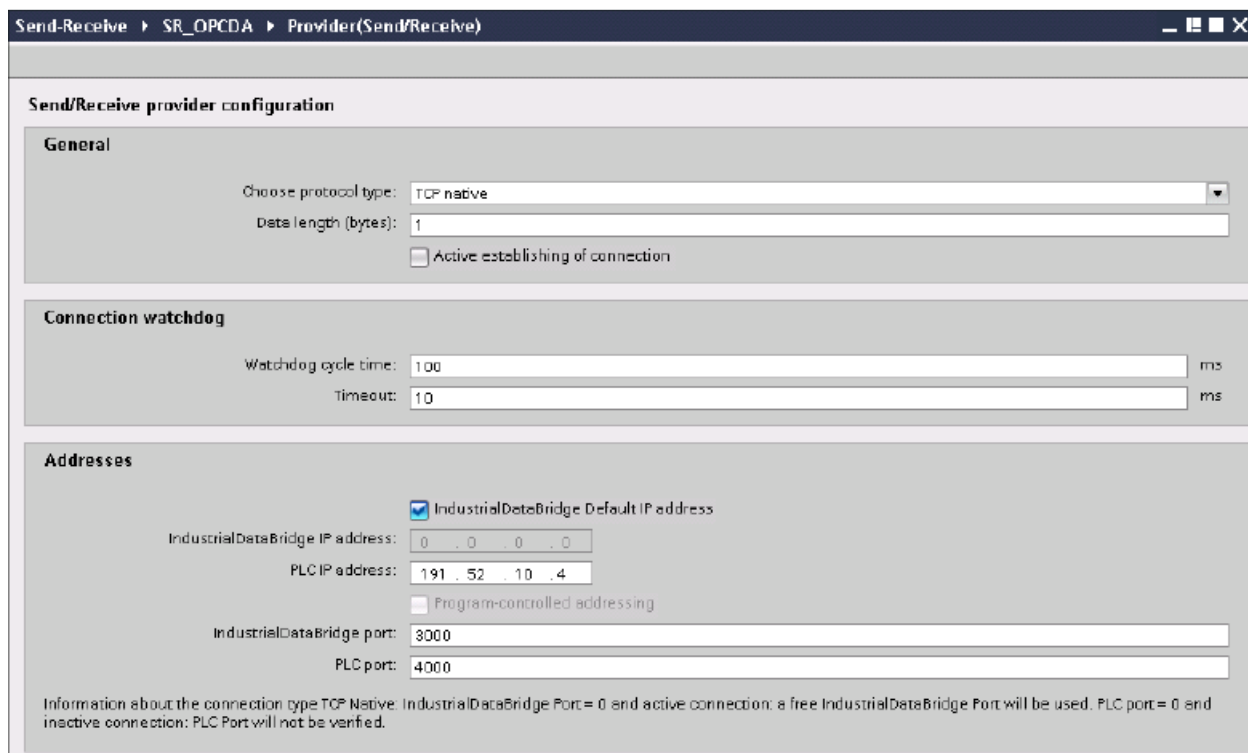 Send-Receive ▸ SR_OPCDA ▸ Provider(Send/Receive)
Send/Receive provider configuration
General
Choose protocol type: TCP native
Data length (bytes): 1
Active establishing of connection
Connection watchdog
Watchdog cycle time: 100 ms
Timeout: 10 ms
Addresses
IndustrialDataBridge Default IP address
IndustrialDataBridge IP address: 0 . 0 . 0 . 0
PLC IP address: 191 . 52 . 10 . 4
Program-controlled addressing
IndustrialDataBridge port: 3000
PLC port: 4000
Information about the connection type TCP Native: IndustrialDataBridge Port = 0 and active connection: a free IndustrialDataBridge Port will be used. PLC port = 0 and
inactive connection: PLC Port will not be verified.